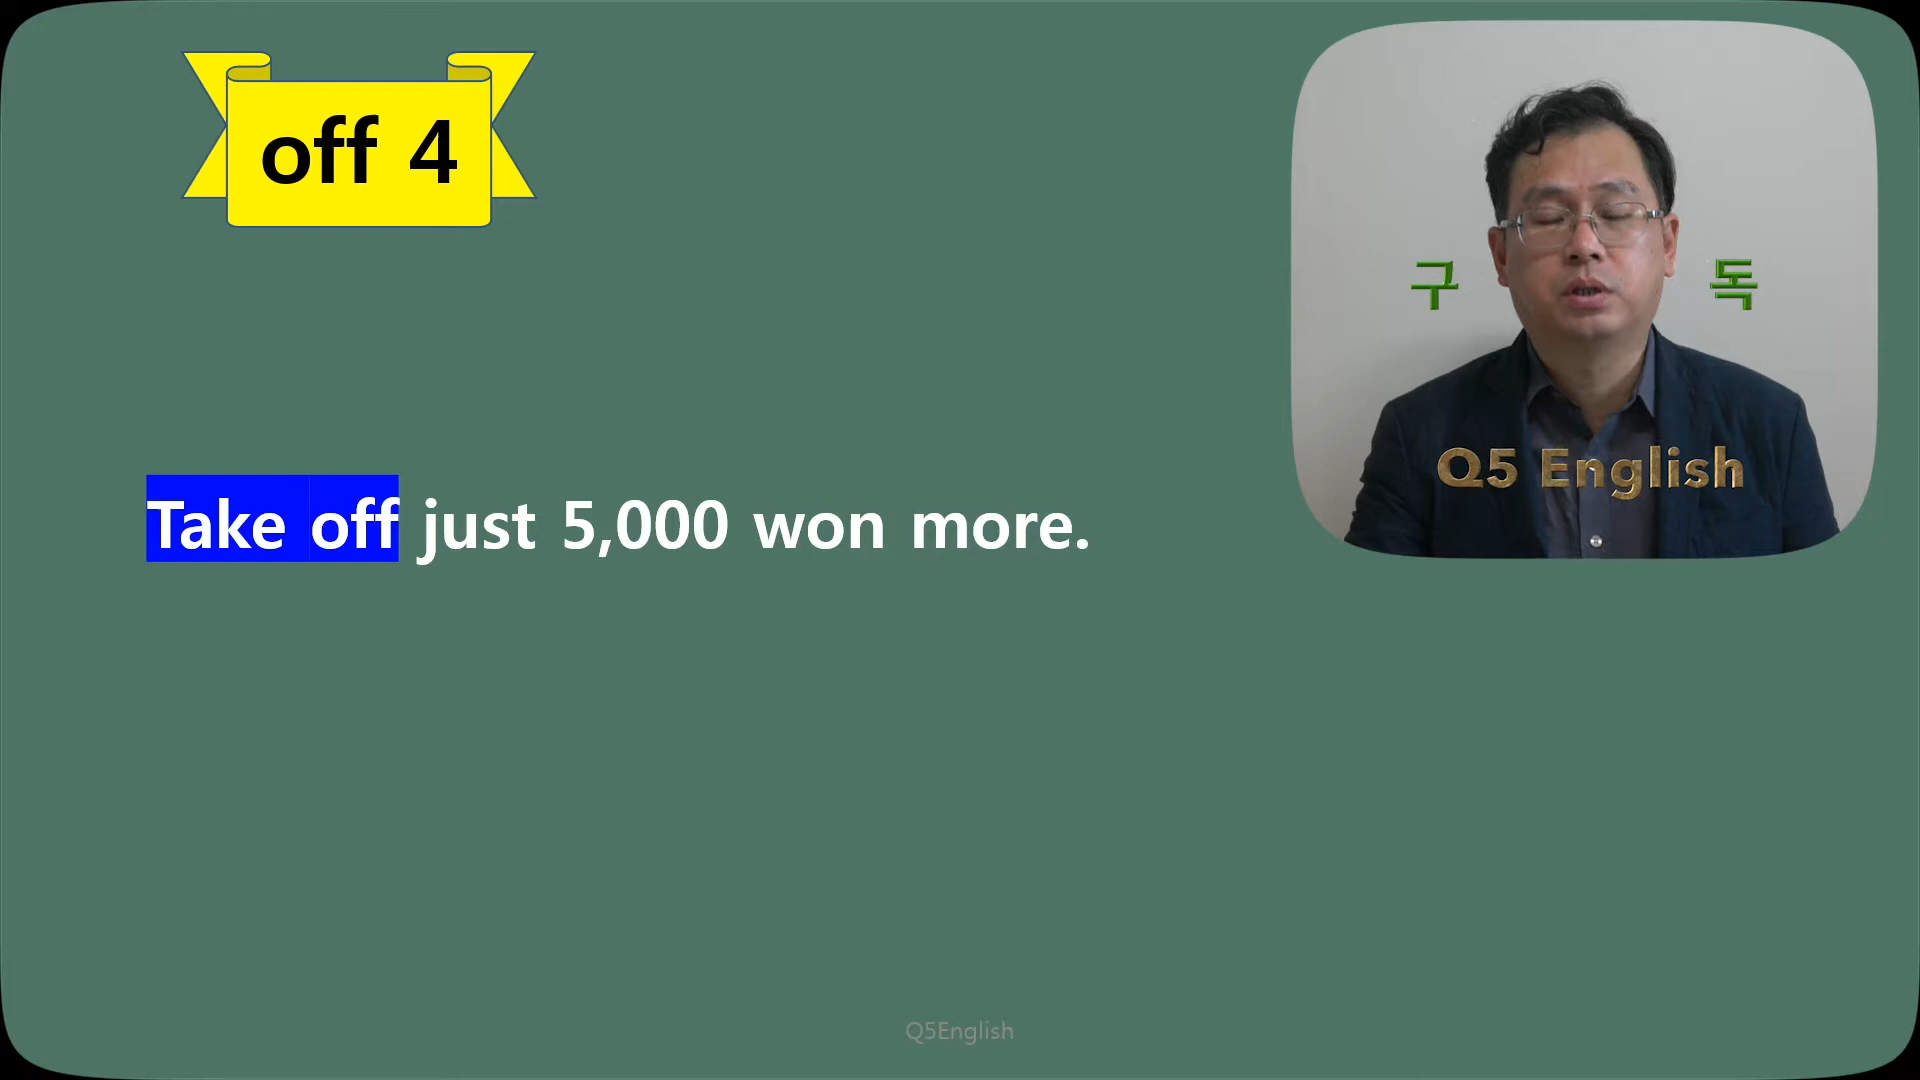 off 4
구 독
Q5 English
Take off just 5,000 won more.
Q5English